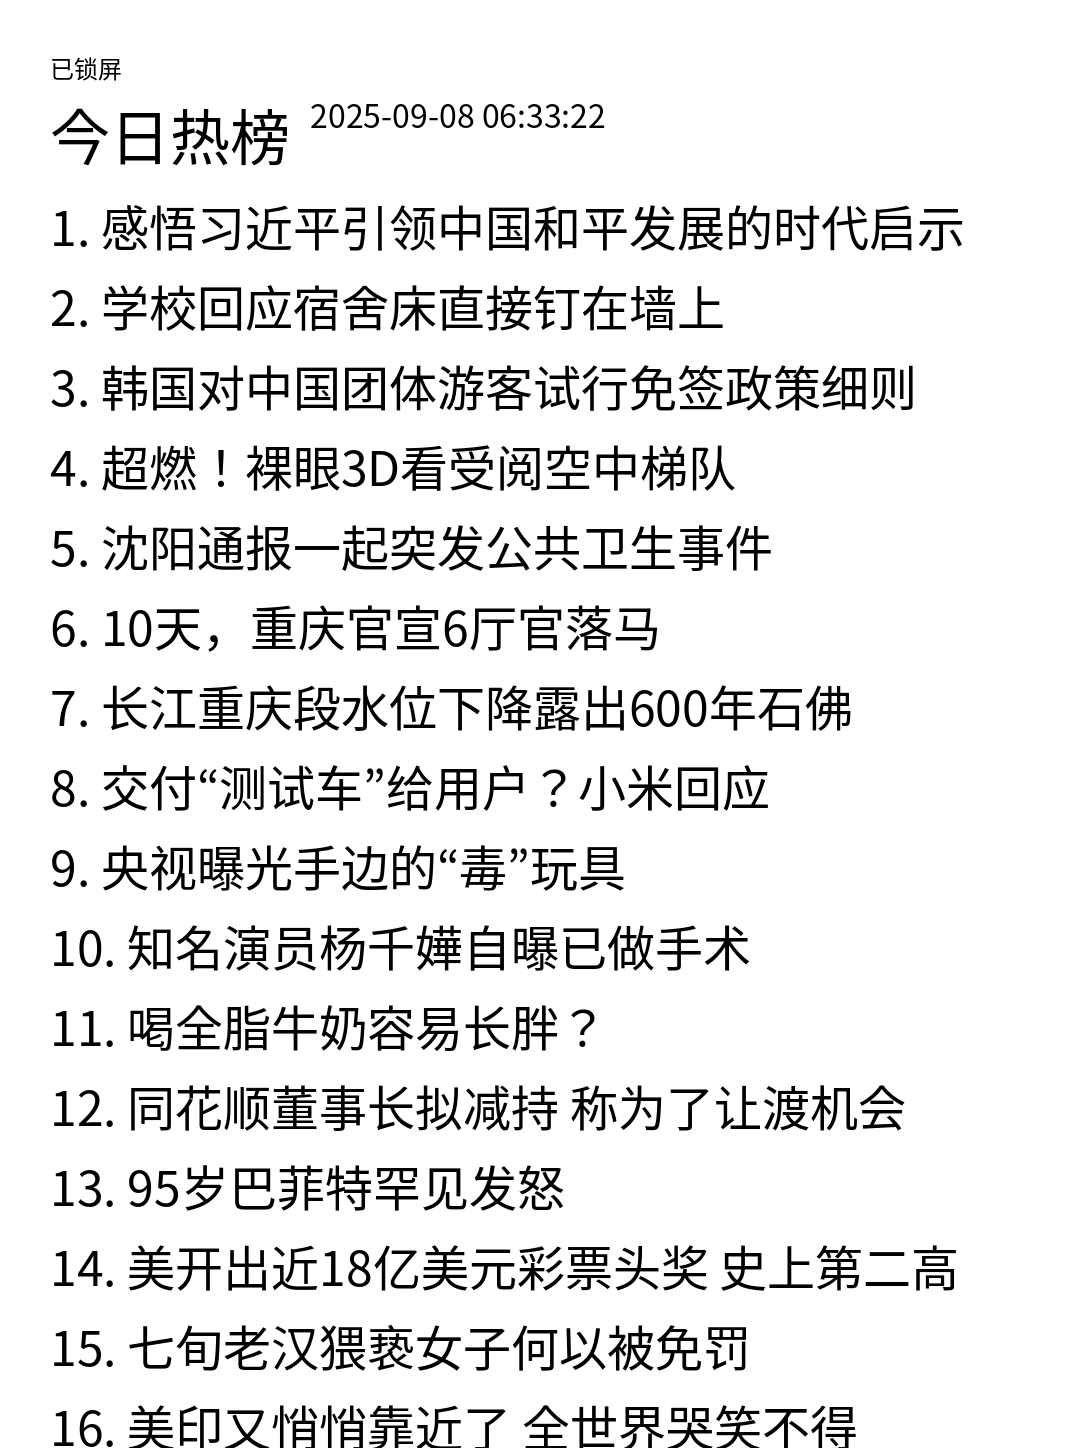 已锁屏
今日热榜 2025-09-08 06:33:22
1. 感悟习近平引领中国和平发展的时代启示
2. 学校回应宿舍床直接钉在墙上
3. 韩国对中国团体游客试行免签政策细则
4. 超燃！裸眼3D看受阅空中梯队
5. 沈阳通报一起突发公共卫生事件
6. 10天，重庆官宣6厅官落马
7. 长江重庆段水位下降露出600年石佛
8. 交付“测试车”给用户？小米回应
9. 央视曝光手边的“毒”玩具
10. 知名演员杨千嬅自曝已做手术
11. 喝全脂牛奶容易长胖？
12. 同花顺董事长拟减持 称为了让渡机会
13. 95岁巴菲特罕见发怒
14. 美开出近18亿美元彩票头奖 史上第二高
15. 七旬老汉猥亵女子何以被免罚
16. 美印又悄悄靠近了 全世界哭笑不得